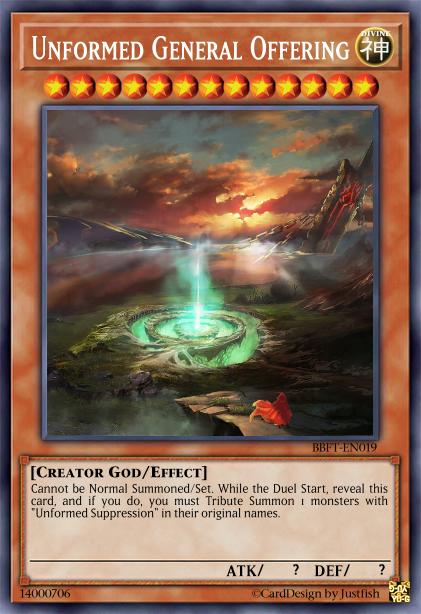 UNFORMED GENERAL OFFERING
DIVINE
神
BBFT-EN019
[CREATOR GOD/EFFECT]
Cannot be Normal Summoned/Set. While the Duel Start, reveal this
card, and if you do, you must Tribute Summon 1 monsters with
"Unformed Suppression" in their original names.
ATK/ ? DEF/ ?
14000706 ©CardDesign by Justfish